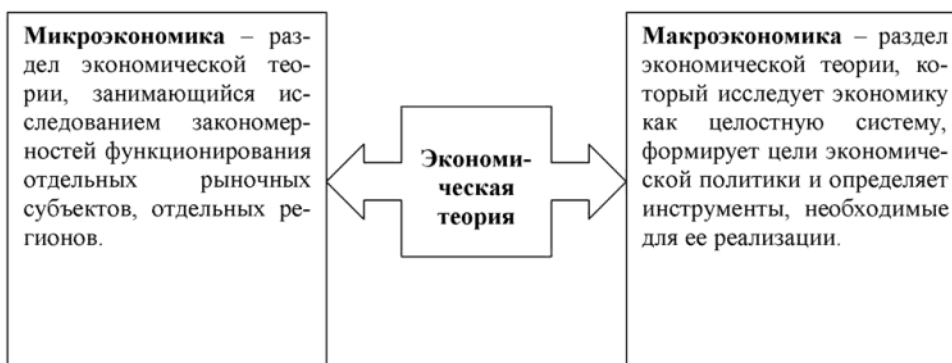 Микроэкономика – раз-
дел экономической тео-
рии, занимающийся ис-
следованием закономер-
ностей функционирования
отдельных рыночных
субъектов, отдельных ре-
гионов.
Экономи-
ческая
теория
Макроэкономика – раздел
экономической теории, ко-
торый исследует экономику
как целостную систему,
формирует цели экономиче-
ской политики и определяет
инструменты, необходимые
для ее реализации.